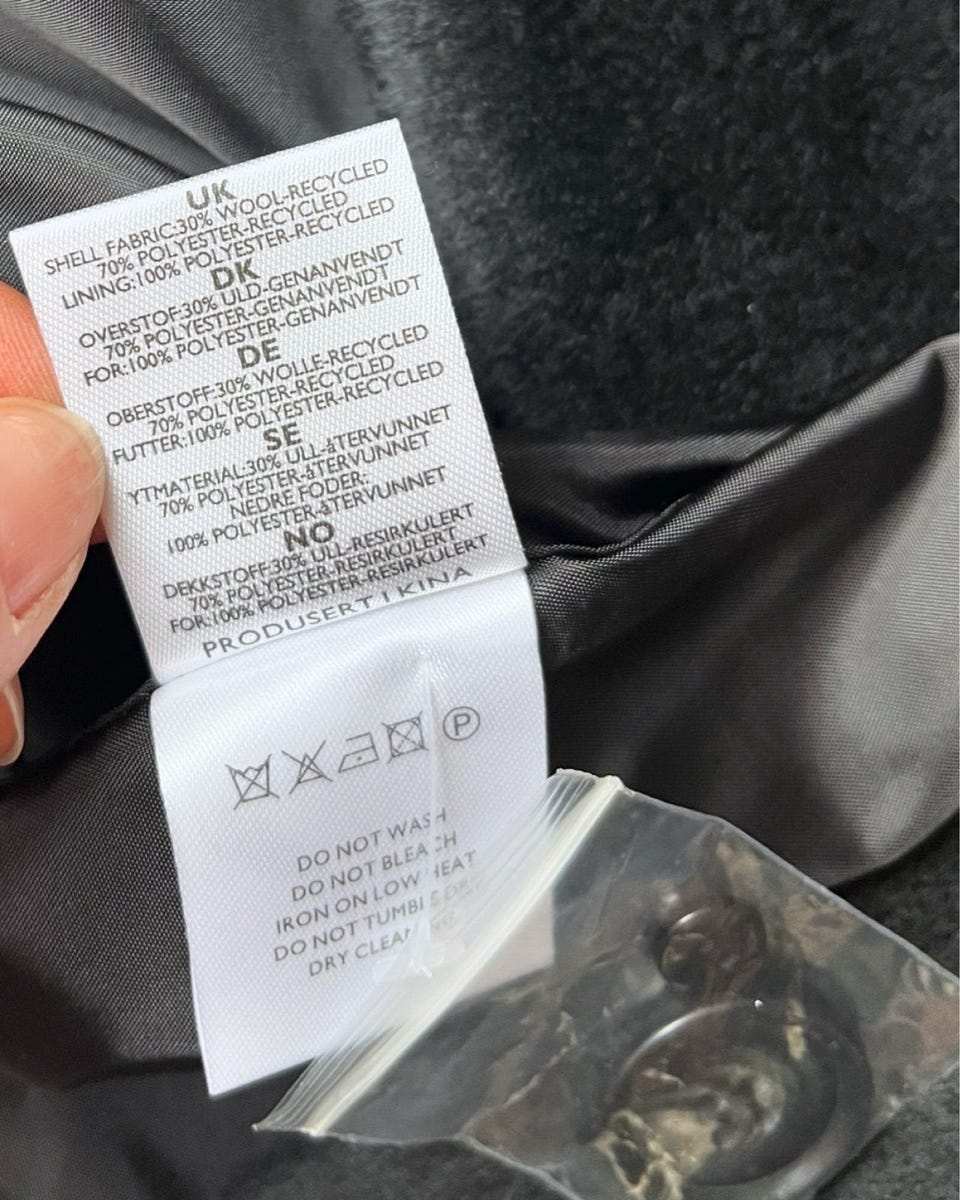 UK
SHELL FABRIC:30% WOOL-RECYCLED
70% POLYESTER-RECYCLED
LINING:100% POLYESTER-RECYCLED
DK
OVERSTOF:30% ULD-GENANVENDT
70% POLYESTER-GENANVENDT
FOR:100% POLYESTER-GENANVENDT
DE
OBERSTOFF:30% WOLLE-RECYCLED
70% POLYESTER-RECYCLED
FUTTER:100% POLYESTER-RECYCLED
SE
YTMATERIAL:30% ULL-åTERVUNNET
70% POLYESTER-åTERVUNNET
NEDRE FODER:
100% POLYESTER-åTERVUNNET
NO
DEKKSTOFF:30% ULL-RESIRKULERT
70% POLYESTER-RESIRKULERT
FOR:100% POLYESTER-RESIRKULERT
PRODUSERT I KINA
P
DO NOT WASH
DO NOT BLEACH
IRON ON LOW HEAT
DO NOT TUMBLE DRY
DRY CLEAN